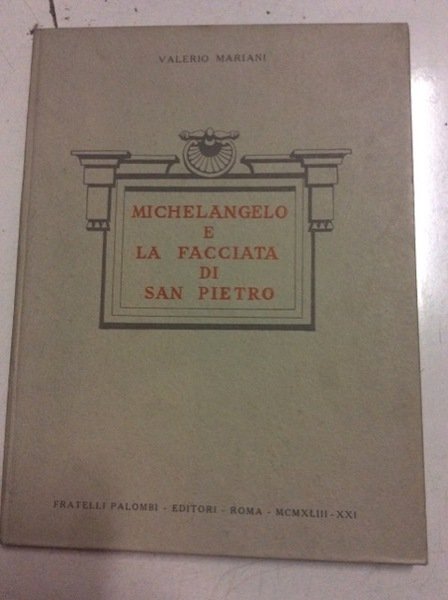 VALERIO MARIANI
MICHELANGELO
E
LA FACCIATA
DI
SAN PIETRO
FRATELLI PALOMBI - EDITORI - ROMA - MCMXLIII - XXI